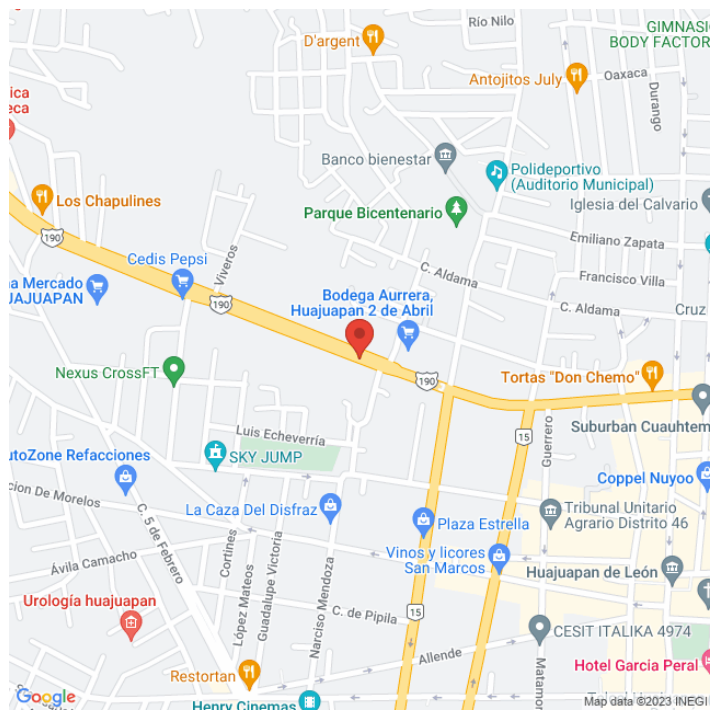 Río Nilo
GIMNASIO
BODY FACTOR
D'argent
Antojitos July
Oaxaca
Durango
ica
eca
Banco bienestar
Polideportivo
(Auditorio Municipal)
Los Chapulines
Parque Bicentenario
Iglesia del Calvario
190
Viveros
Emiliano Zapata
Cedis Pepsi
C. Aldama
Francisco Villa
na Mercado
UAJUAPAN
190
Bodega Aurrera,
Huajuapan 2 de Abril
C. Aldama
Cruz
Nexus CrossFT
190
Tortas "Don Chemo"
Luis Echeverría
15
Guerrero
Suburban Cuauhtem
utoZone Refacciones
SKY JUMP
Coppel Nuyoo
cion De Morelos
C. 5 de Febrero
La Caza Del Disfraz
Plaza Estrella
Tribunal Unitario
Agrario Distrito 46
Ávila Camacho
Cortines
López Mateos
Guadalupe Victoria
Narciso Mendoza
Vinos y licores
San Marcos
Huajuapan de León
Urología huajuapan
C. de Pipila
15
CESIT ITALIKA 4974
Restortan
Allende
Matamor
Hotel Garcia Peral
Google
Henry Cinemas
Map data ©2023 INEGI